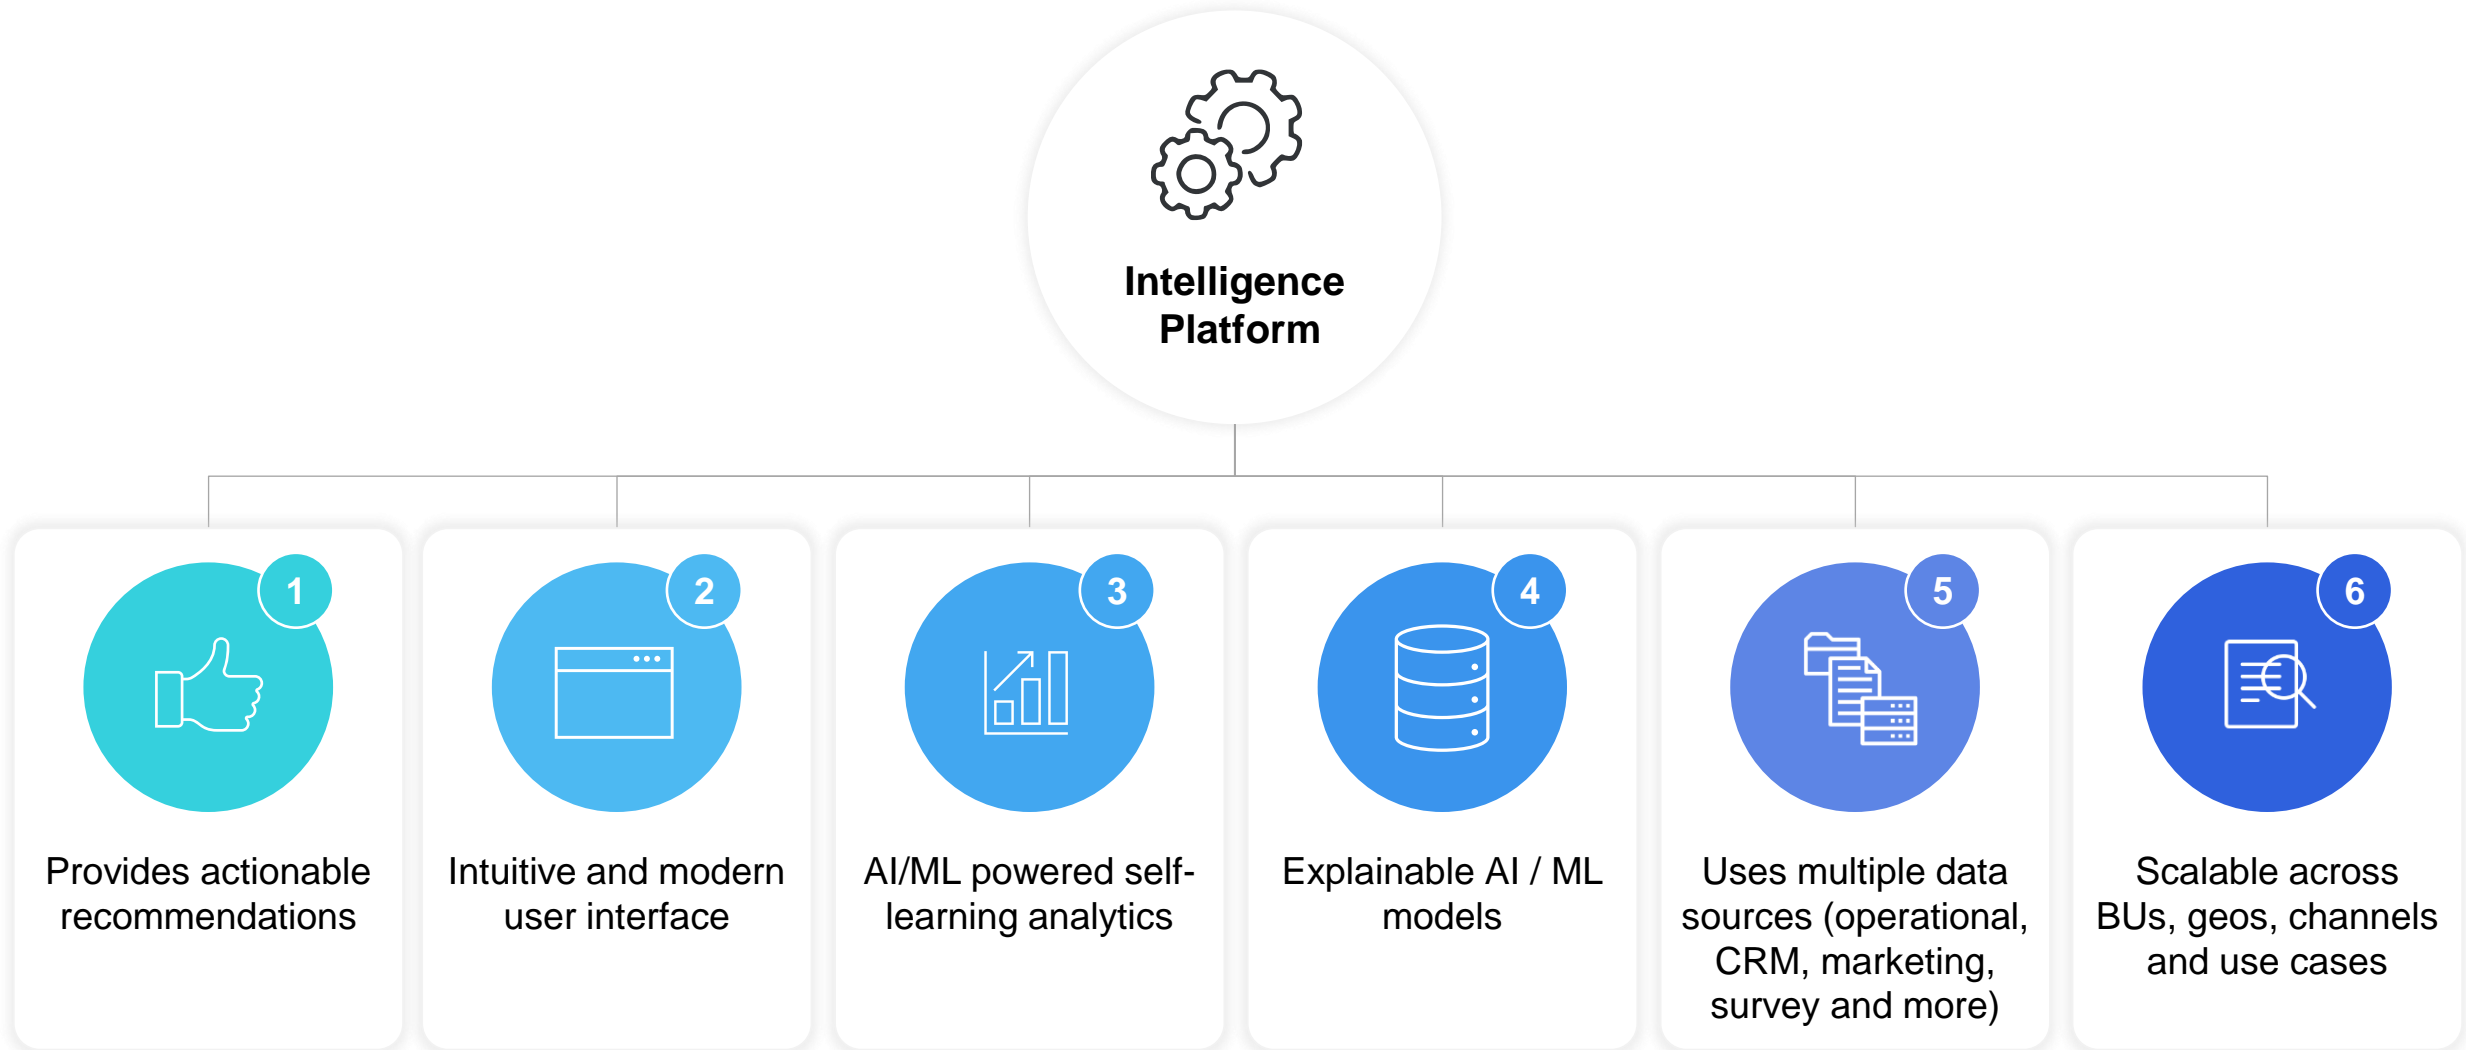 Intelligence
Platform
1
Provides actionable
recommendations
2
Intuitive and modern
user interface
3
AI/ML powered self-
learning analytics
4
Explainable AI / ML
models
5
Uses multiple data
sources (operational,
CRM, marketing,
survey and more)
6
Scalable across
BUs, geos, channels
and use cases